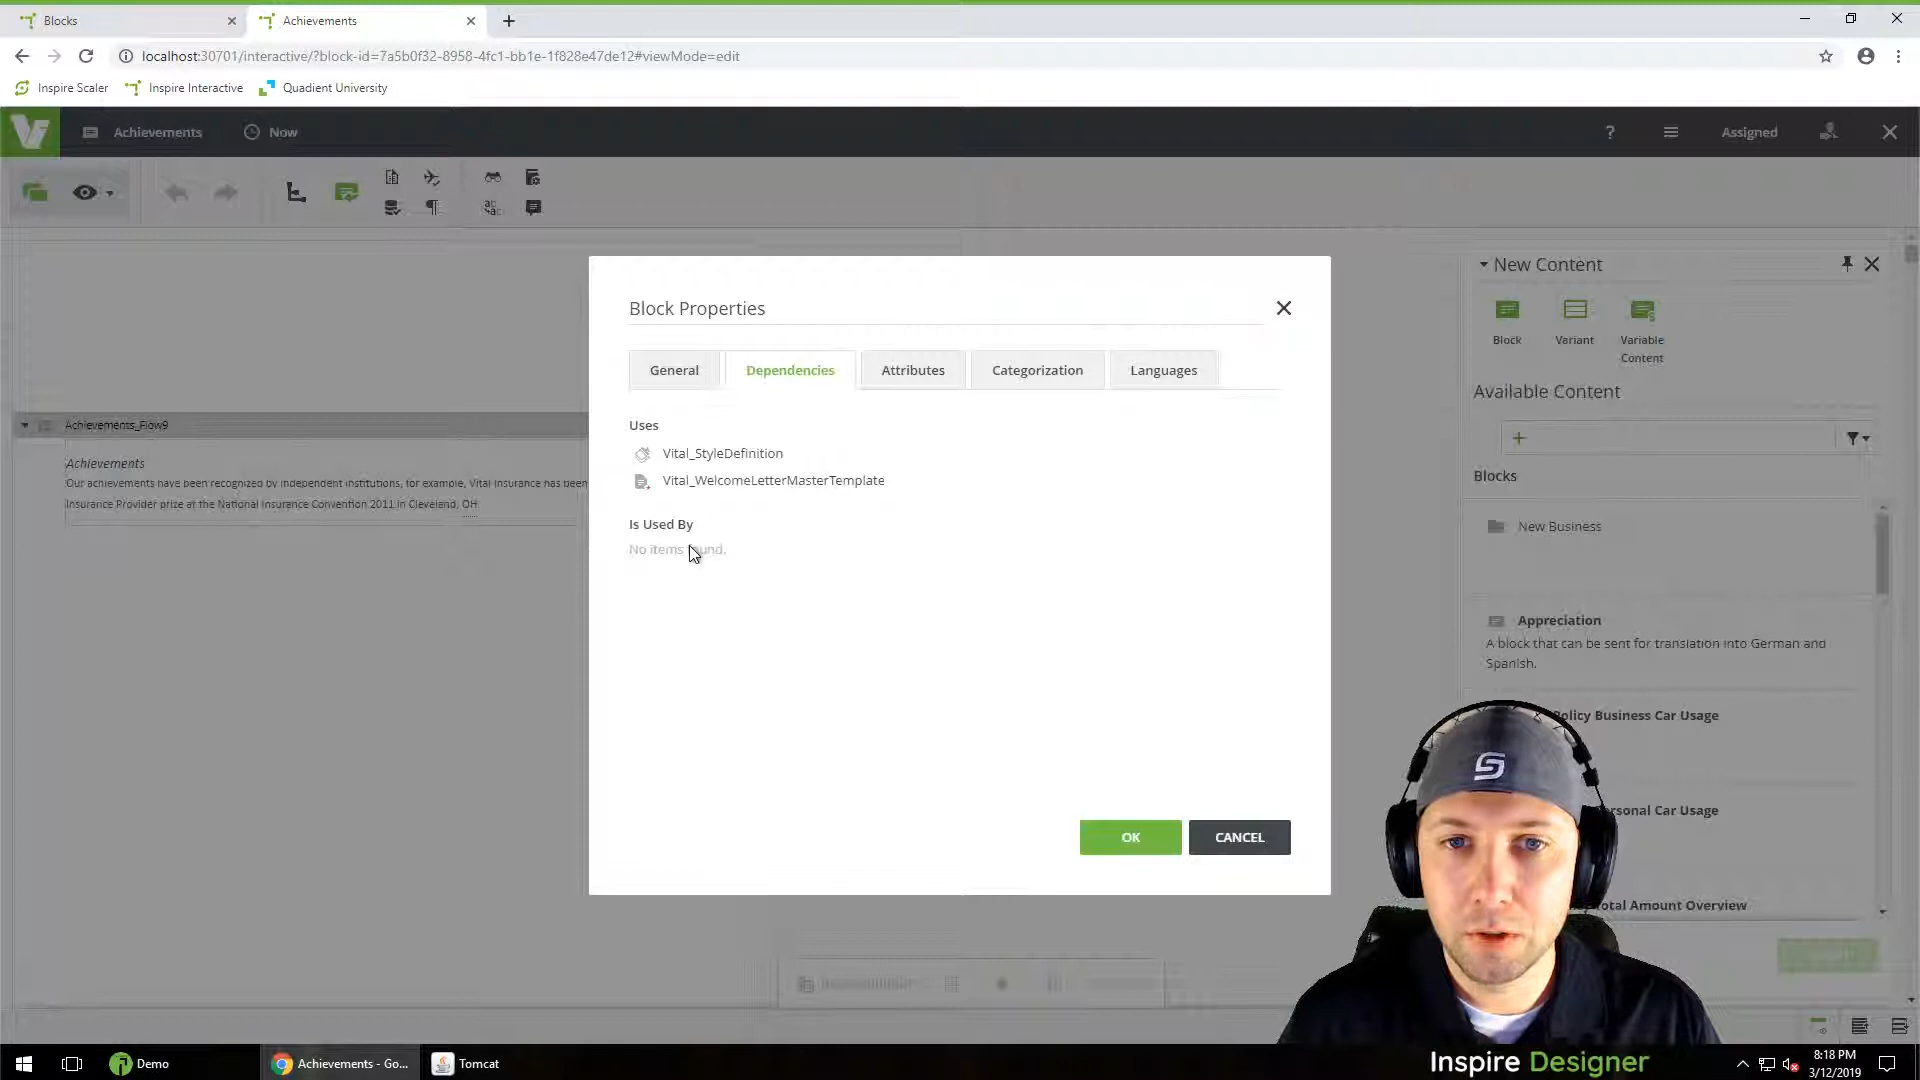 Blocks
Achievements
localhost:30701/interactive/?block-id=7a5b0f32-8958-4fc1-bb1e-1f828e47de12#viewMode=edit
Inspire Scaler
Inspire Interactive
Quadient University
Achievements
Now
?
Assigned
Block Properties
General
Dependencies
Attributes
Categorization
Languages
Uses
Vital_StyleDefinition
Vital_WelcomeLetterMasterTemplate
Is Used By
No items found.
OK
CANCEL
Achievements_Flow9
Achievements
Our achievements have been recognized by independent institutions, for example, Vital Insurance has been
Insurance Provider prize at the National Insurance Convention 2011 in Cleveland, OH
New Content
Block
Variant
Variable
Content
Available Content
Blocks
New Business
Appreciation
A block that can be sent for translation into German and
Spanish.
Policy Business Car Usage
Car Usage
Total Amount Overview
Demo
Achievements - Go...
Tomcat
Inspire Designer
8:18 PM
3/12/2019